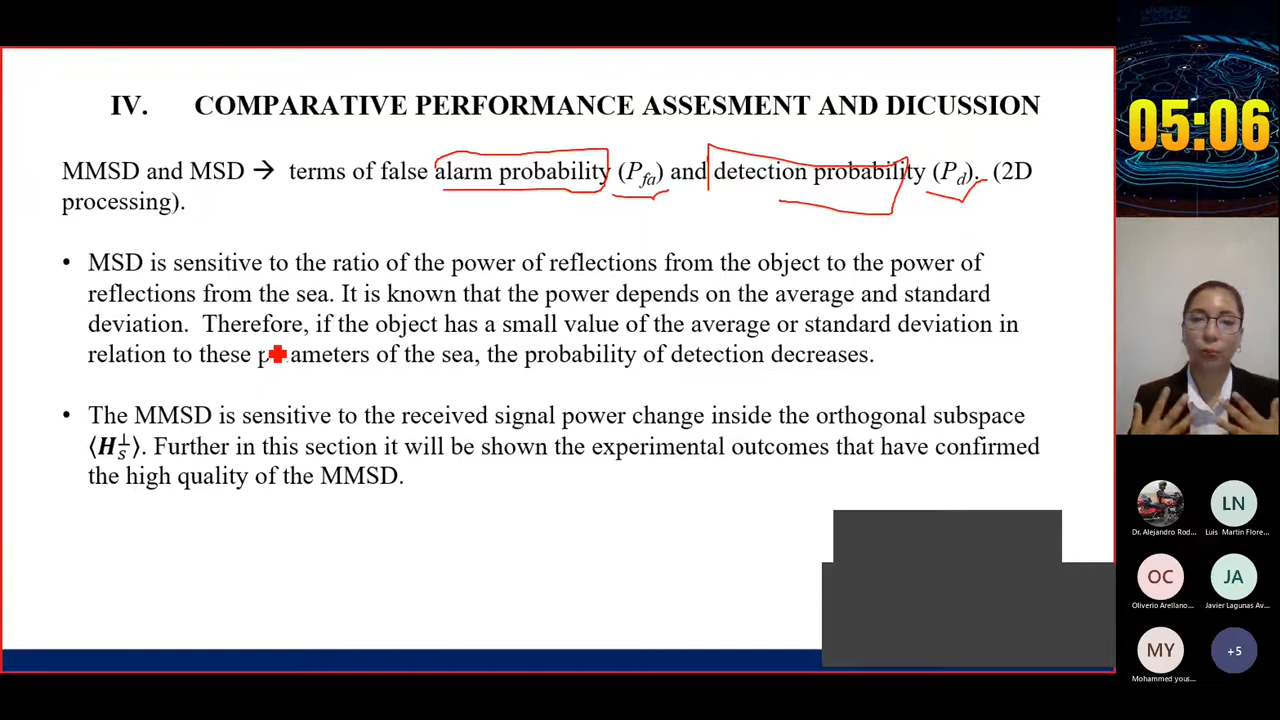 IV. COMPARATIVE PERFORMANCE ASSESMENT AND DICUSSION
MMSD and MSD → terms of false alarm probability (Pfa) and detection probability (Pd). (2D
processing).
• MSD is sensitive to the ratio of the power of reflections from the object to the power of
reflections from the sea. It is known that the power depends on the average and standard
deviation. Therefore, if the object has a small value of the average or standard deviation in
relation to these p ameters of the sea, the probability of detection decreases.
• The MMSD is sensitive to the received signal power change inside the orthogonal subspace
⟨H_S^⊥⟩. Further in this section it will be shown the experimental outcomes that have confirmed
the high quality of the MMSD.
05:06
LN
Dr. Alejandro Rod...
Luis Martin Flore...
OC
JA
Oliverio Arellano...
Javier Lagunas Av...
MY
+5
Mohammed yous...